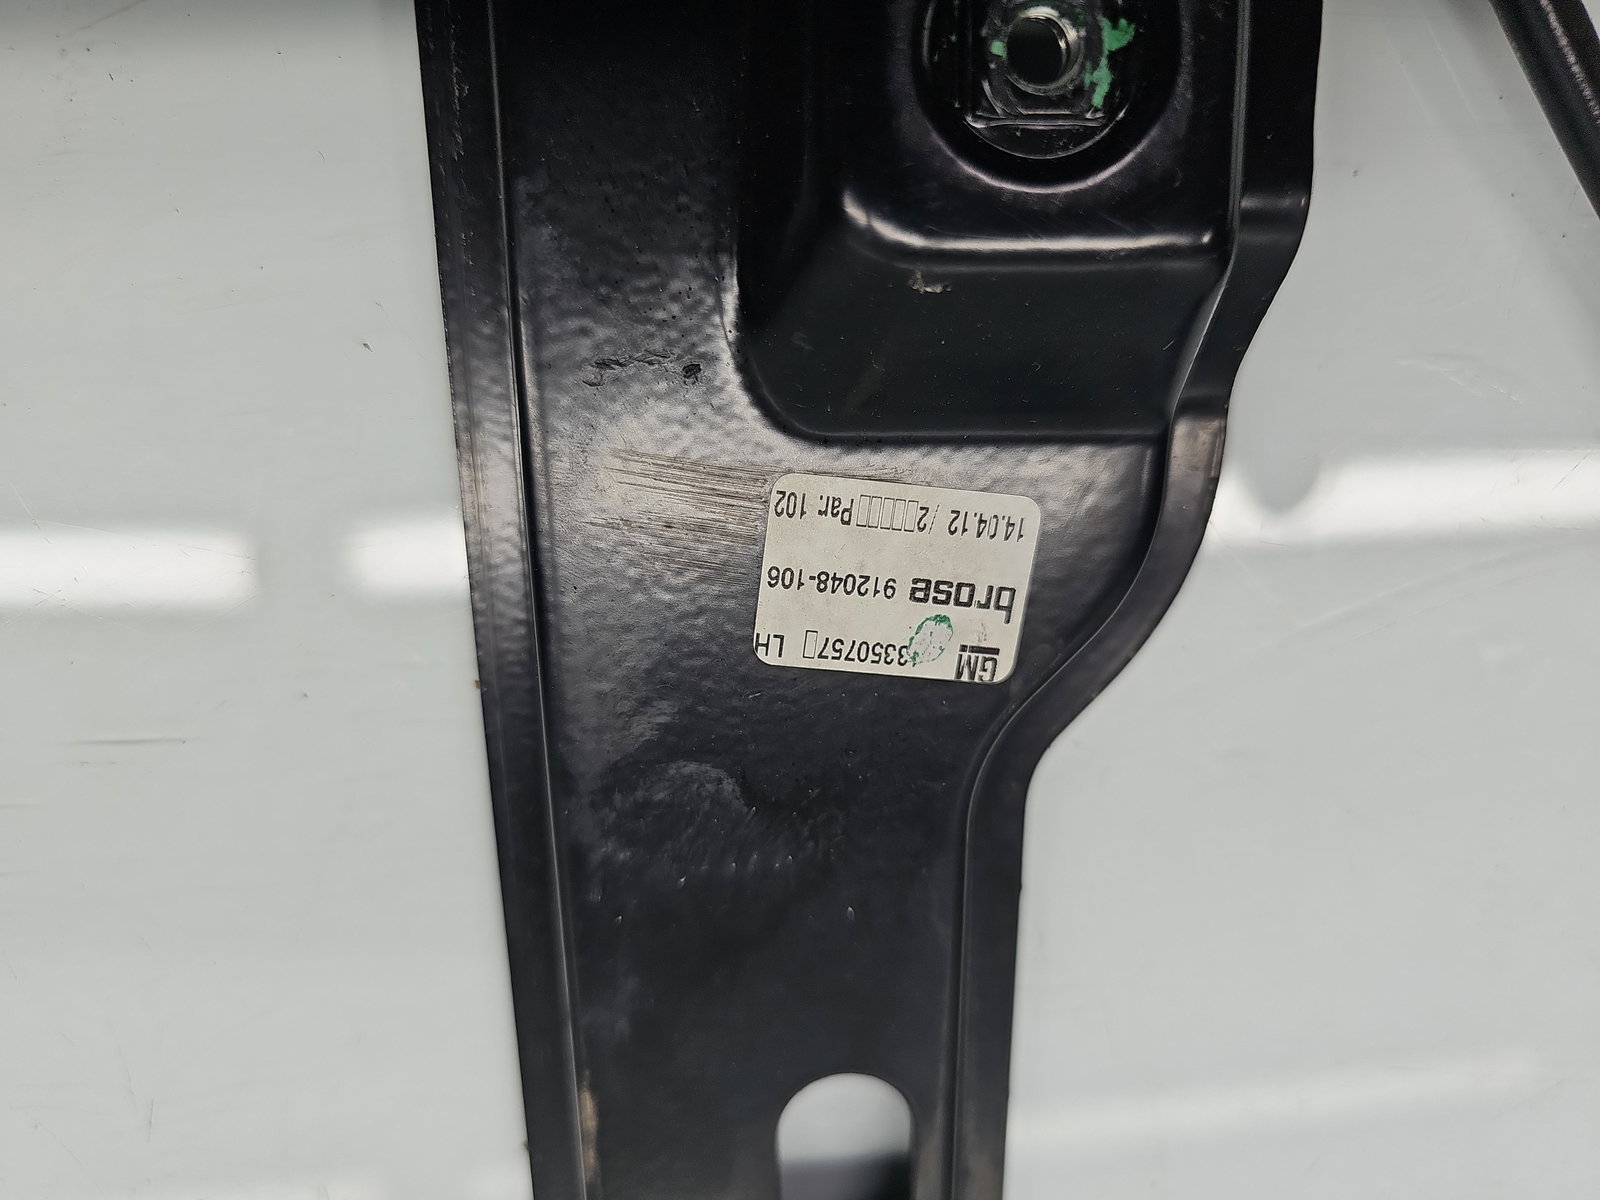 GM 3350757▯ LH
brose 912048-106
14.04.12 / 2▯▯▯▯▯Par. 102